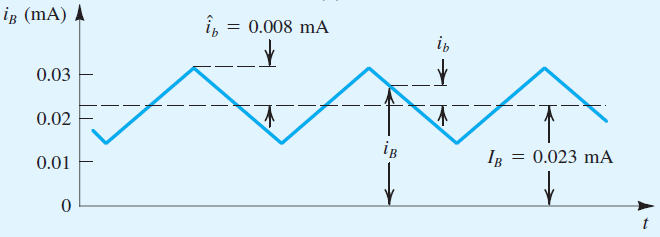 i_B (mA)
î_b = 0.008 mA
i_b
0.03
0.02
0.01
i_B
I_B = 0.023 mA
0
t